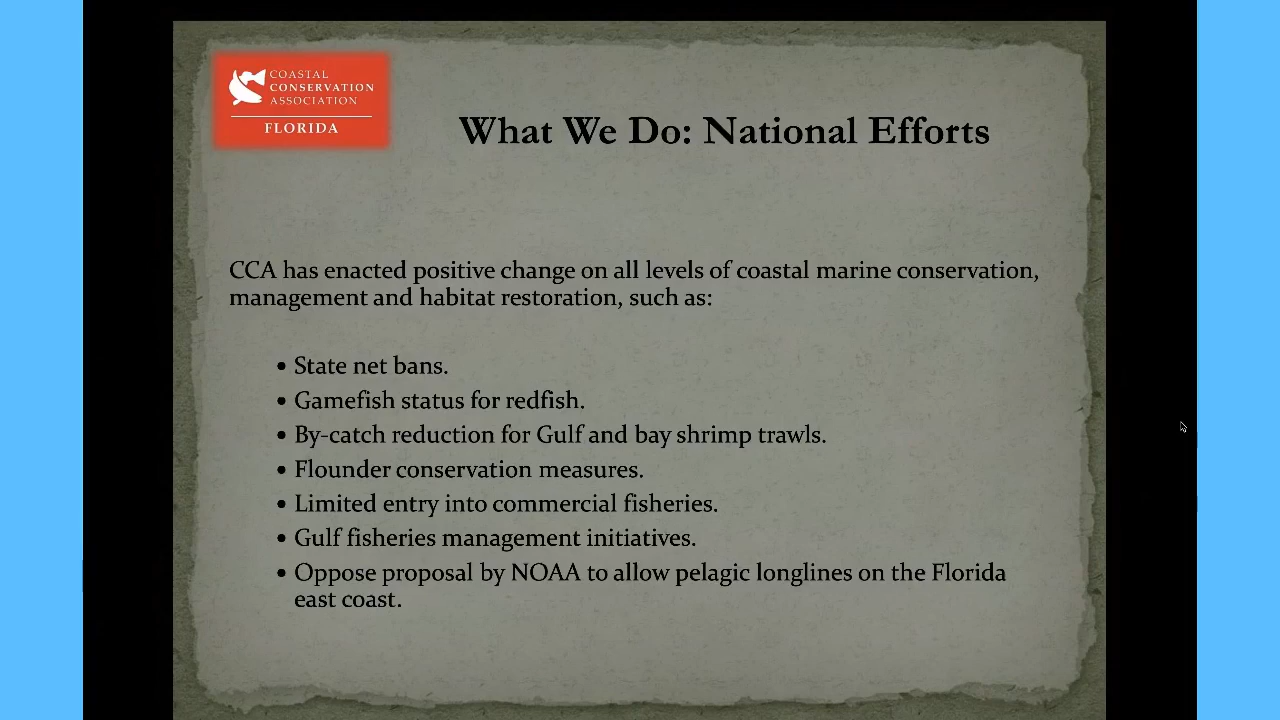 COASTAL
CONSERVATION
ASSOCIATION
FLORIDA
What We Do: National Efforts
CCA has enacted positive change on all levels of coastal marine conservation,
management and habitat restoration, such as:
• State net bans.
• Gamefish status for redfish.
• By-catch reduction for Gulf and bay shrimp trawls.
• Flounder conservation measures.
• Limited entry into commercial fisheries.
• Gulf fisheries management initiatives.
• Oppose proposal by NOAA to allow pelagic longlines on the Florida
east coast.